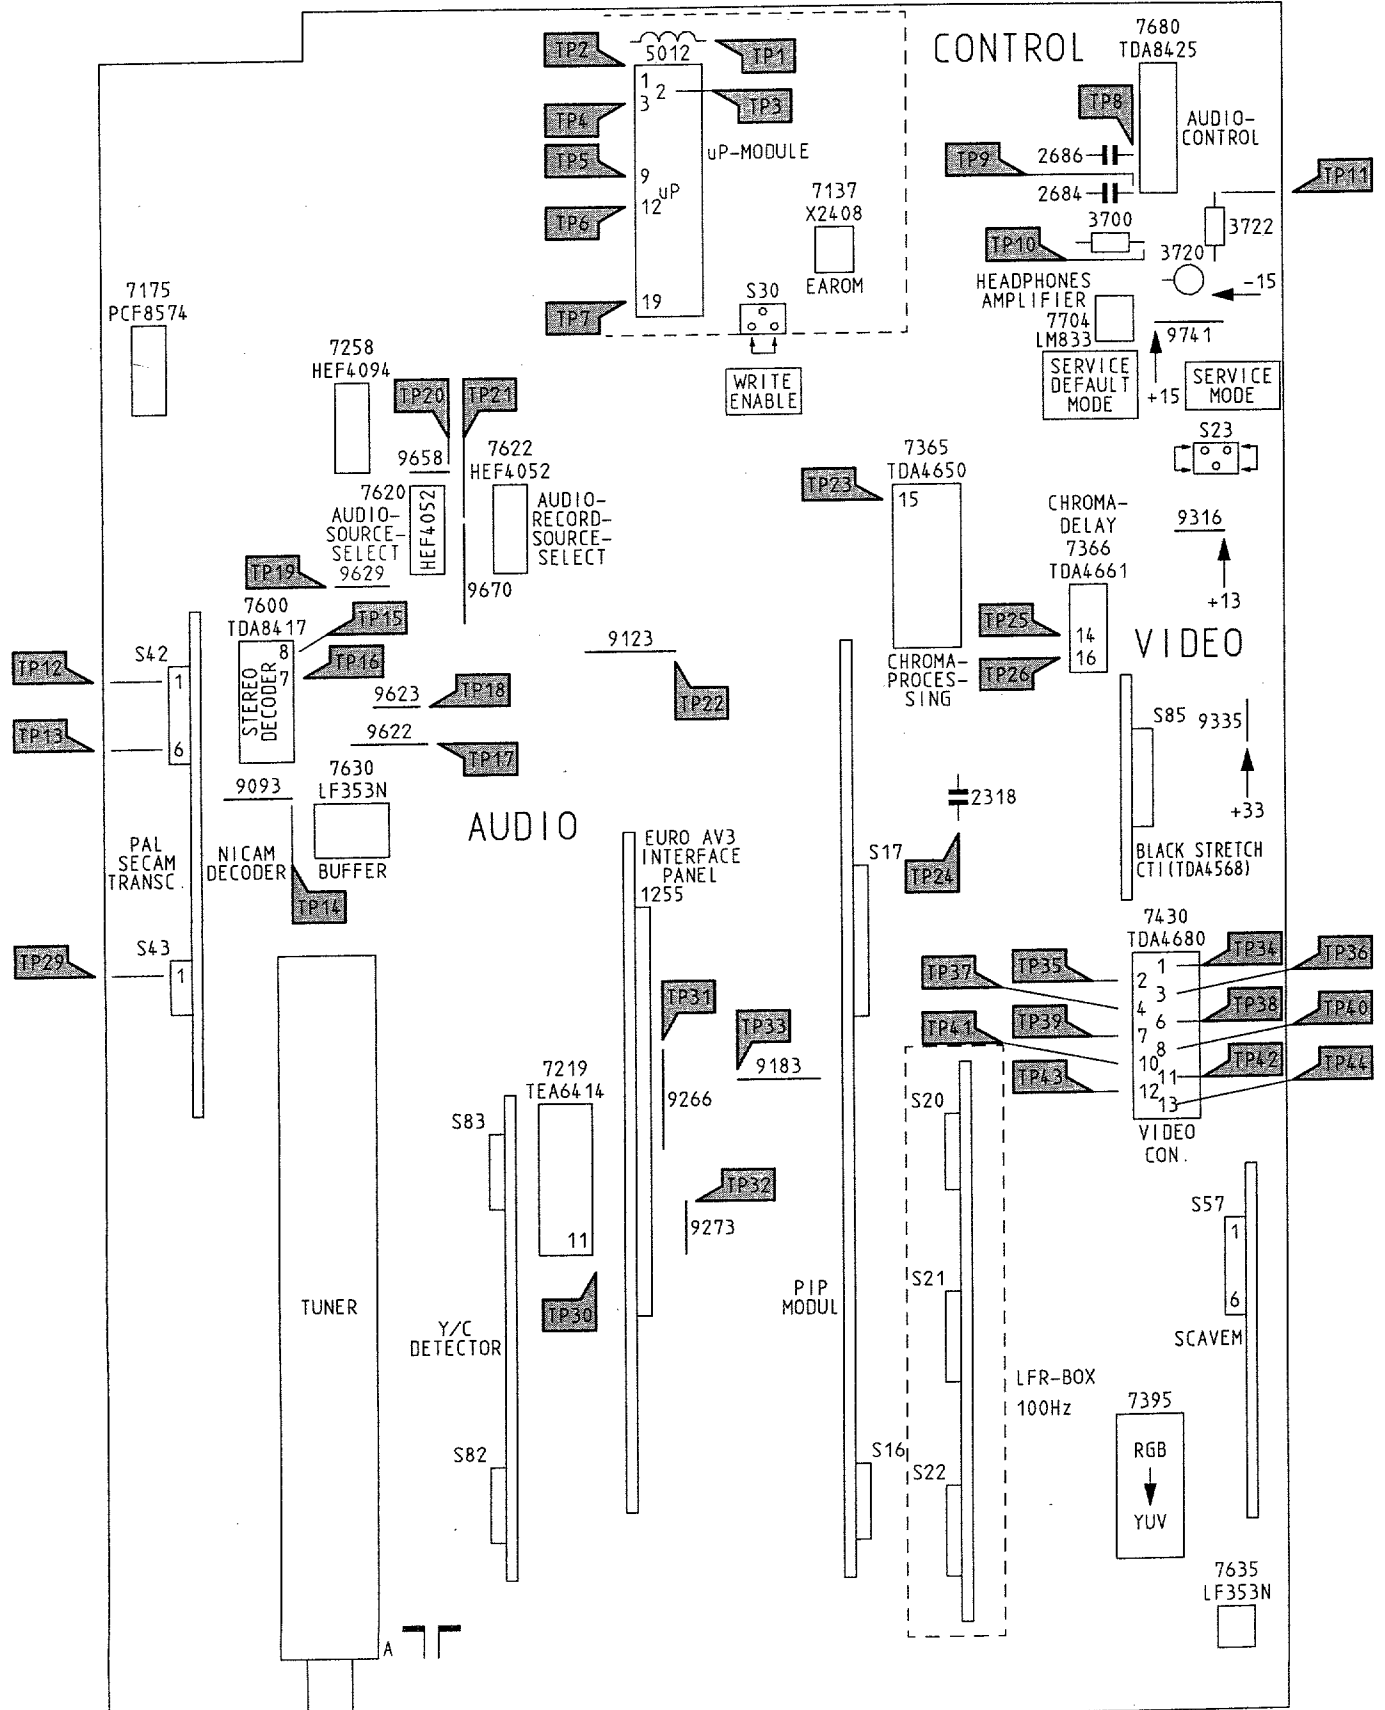 TP2
5012
TP1
CONTROL
7680
TDA8425
1
2
3
TP3
TP4
TP8
AUDIO-
CONTROL
uP-MODULE
TP5
9
uP
TP9
2686
TP11
12
TP6
7137
X2408
2684
3700
3722
TP10
3720
EAROM
HEADPHONES
AMPLIFIER
-15
S30
7704
LM833
9741
19
TP7
7175
PCF8574
7258
HEF4094
WRITE
ENABLE
SERVICE
DEFAULT
MODE
+15
SERVICE
MODE
TP20
TP21
S23
9658
7622
HEF4052
7365
TDA4650
TP23
15
7620
AUDIO-
SOURCE-
SELECT
HEF4052
AUDIO-
RECORD-
SOURCE-
SELECT
CHROMA-
DELAY
9316
7366
TDA4661
TP19
9629
9670
+13
7600
TDA8417
TP15
TP25
14
VIDEO
S42
8
9123
16
TP12
1
7
TP16
STEREO
DECODER
CHROMA-
PROCES-
SING
TP26
9623
TP18
TP22
S85
9335
TP13
6
9622
TP17
9093
7630
LF353N
2318
+33
AUDIO
PAL
SECAM
TRANSC.
NICAM
DECODER
BUFFER
EURO AV3
INTERFACE
PANEL
1255
S17
TP24
BLACK STRETCH
CTI(TDA4568)
TP14
7430
TDA4680
S43
TP29
1
TP37
TP35
1
TP34
TP36
2
3
TP31
4
6
TP38
TP40
TP33
TP41
TP39
7
8
9183
10
11
TP42
TP44
7219
TEA6414
TP43
12
13
9266
S83
S20
VIDEO
CON.
TP32
9273
S57
1
11
S21
PIP
MODUL
6
TUNER
TP30
Y/C
DETECTOR
SCAVEM
LFR-BOX
100Hz
7395
S82
S16
S22
RGB
YUV
7635
LF353N
A